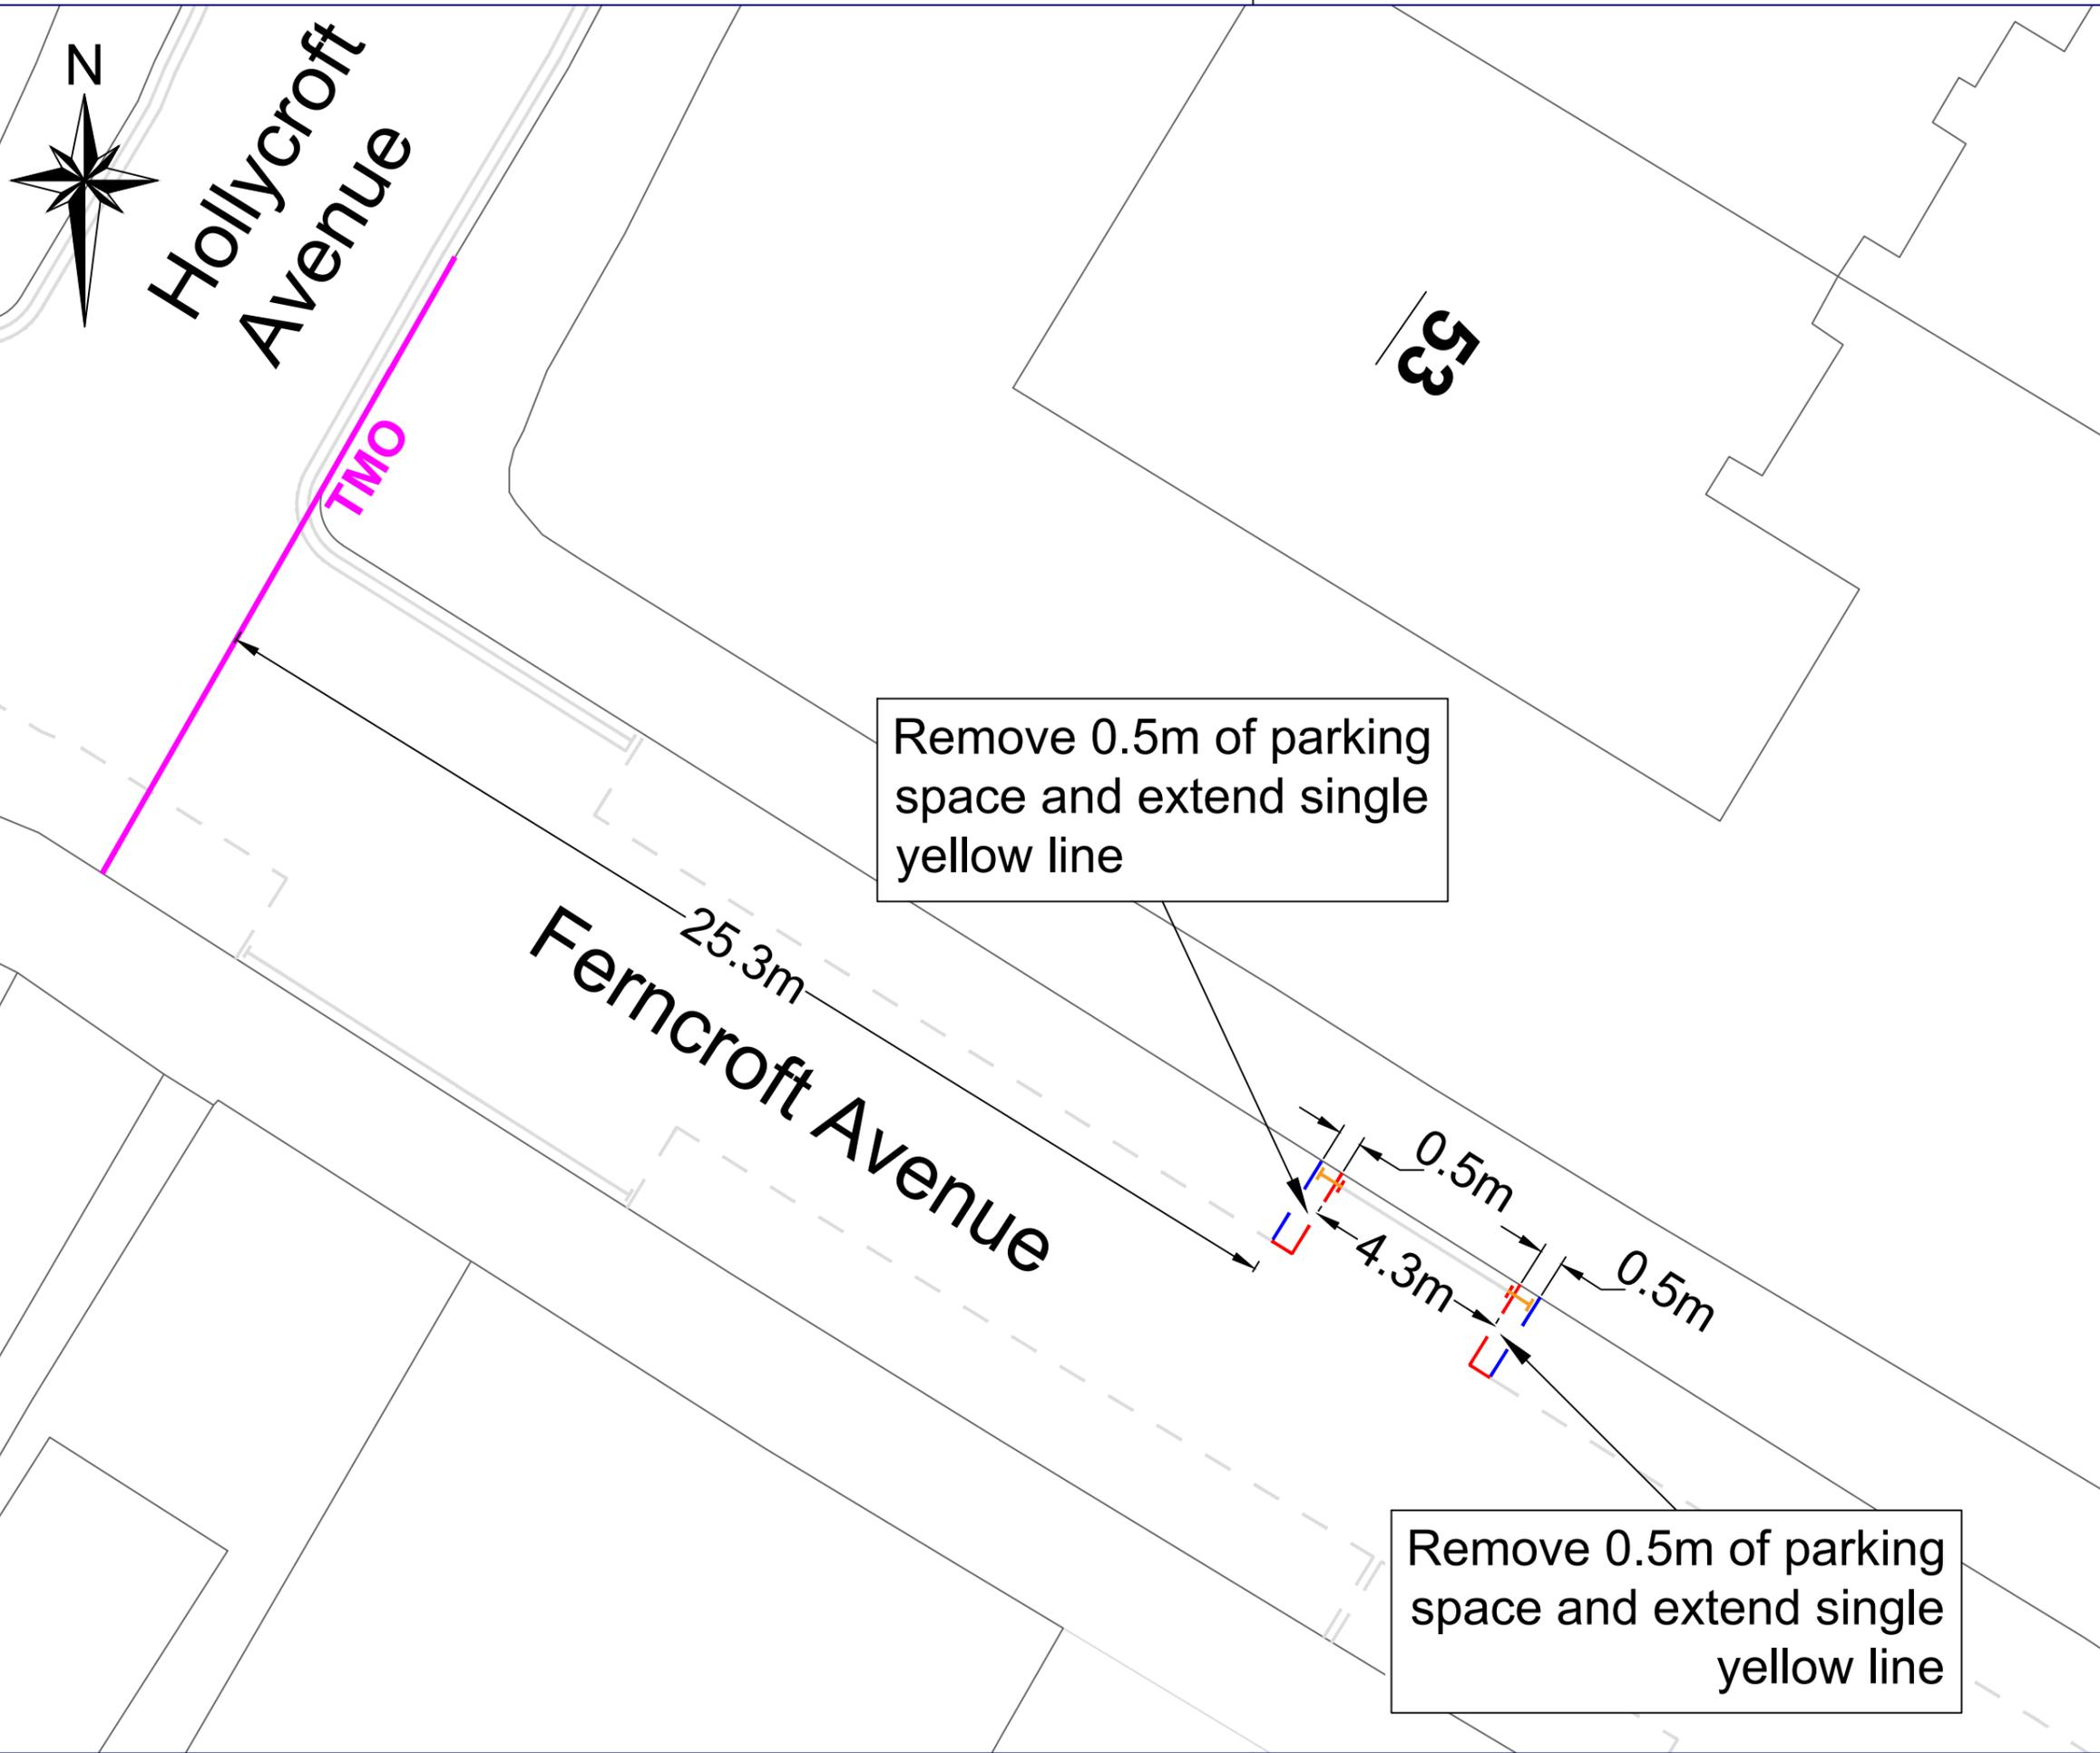 N
Hollycroft
Avenue
TMO
53
Remove 0.5m of parking
space and extend single
yellow line
25.3m
Ferncroft Avenue
0.5m
4.3m
0.5m
Remove 0.5m of parking
space and extend single
yellow line